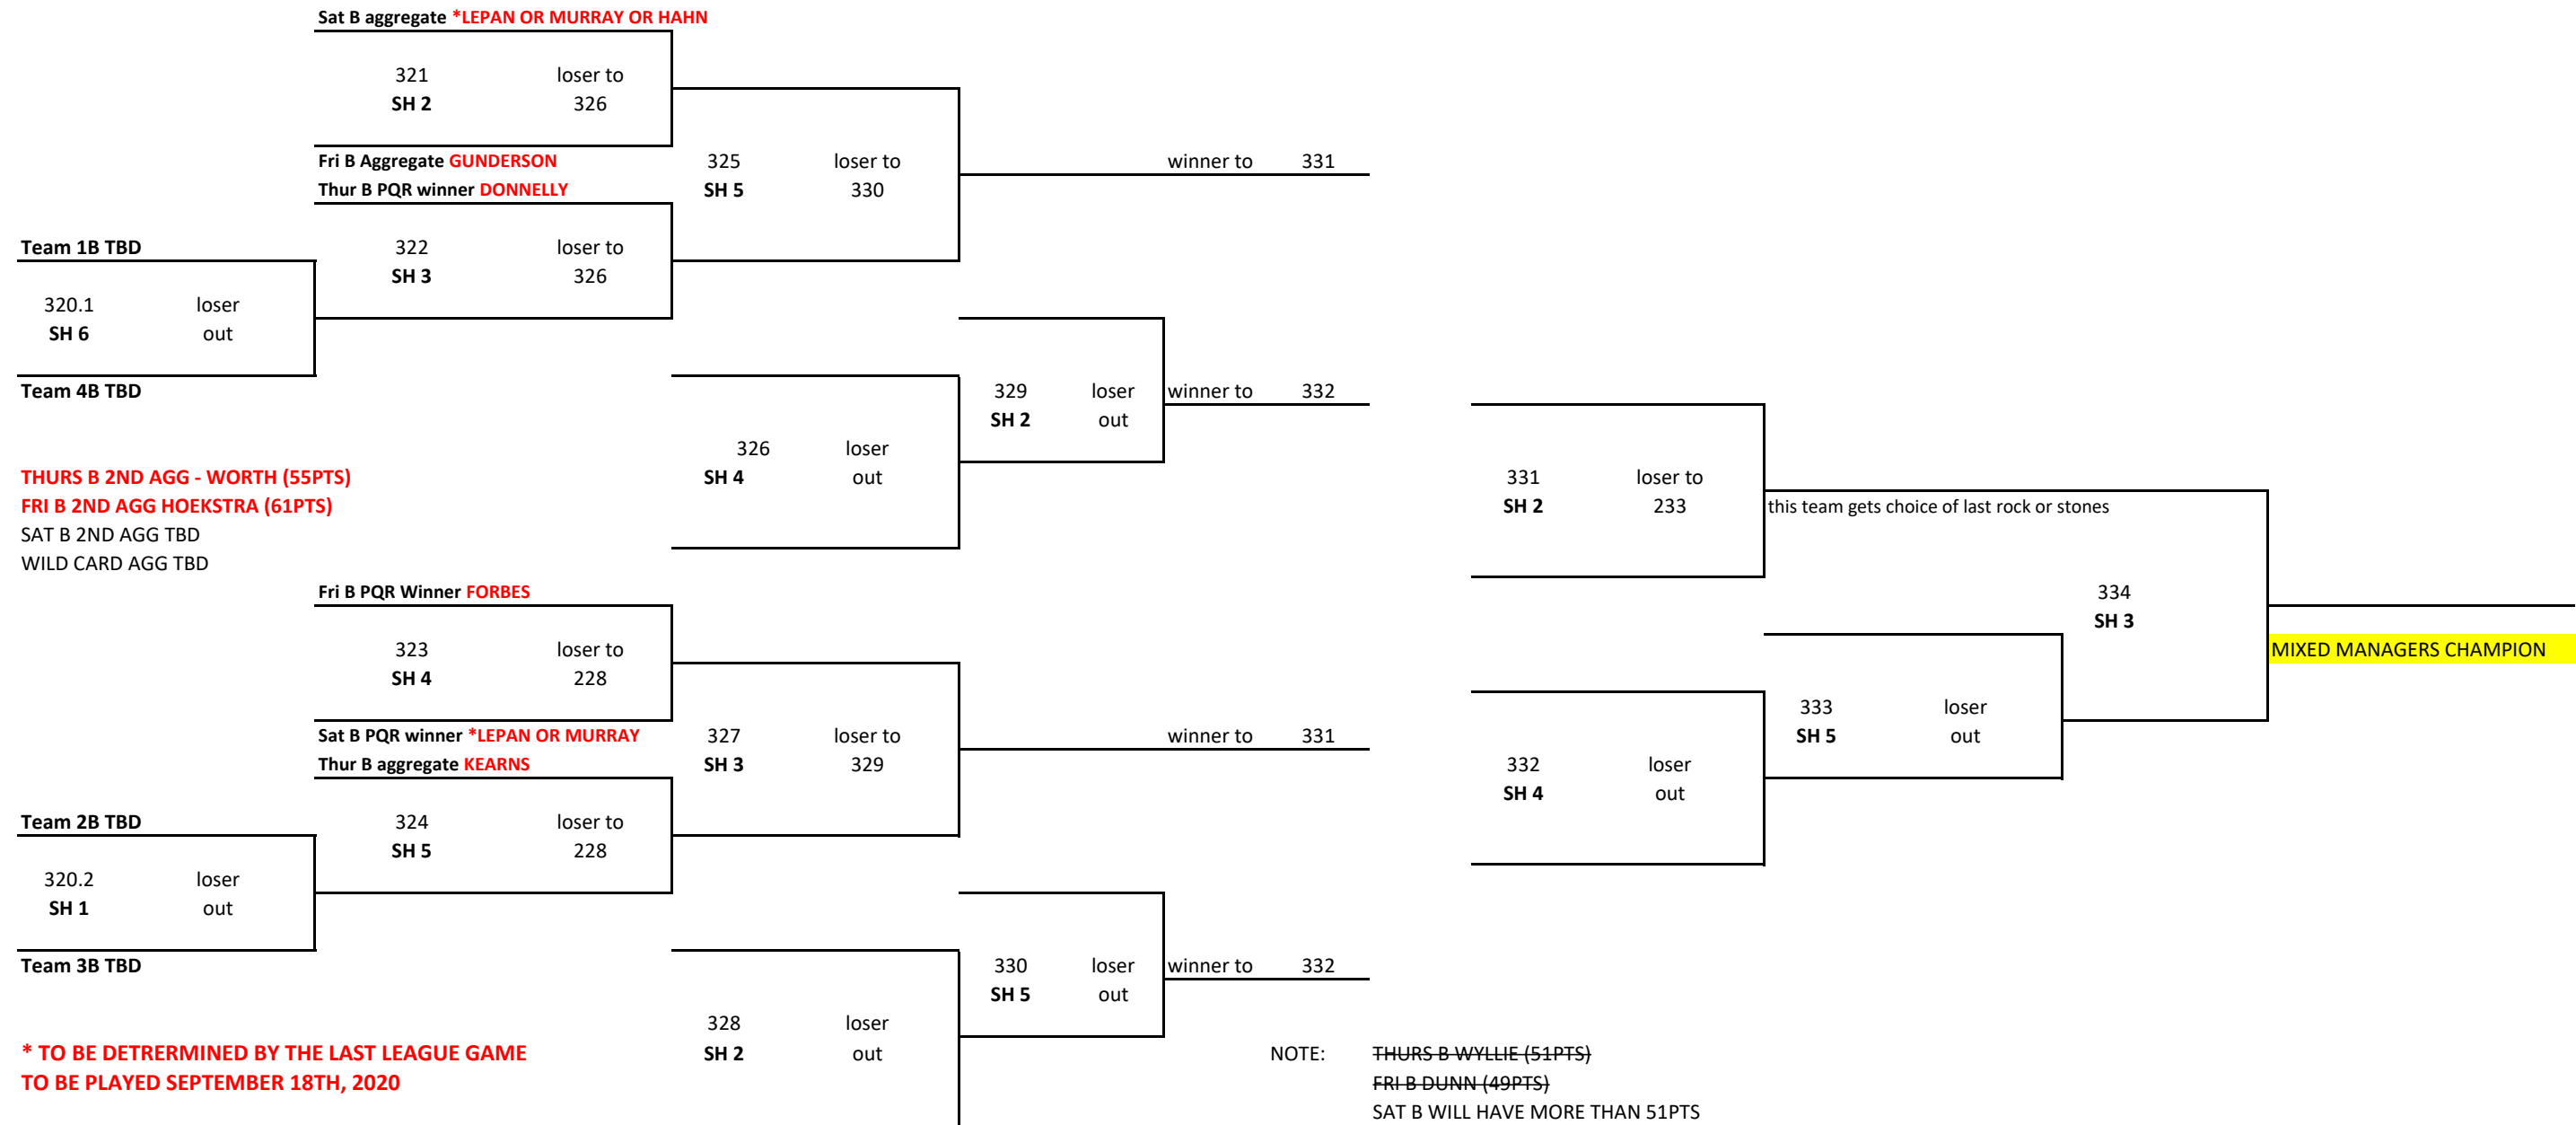 Sat B aggregate *LEPAN OR MURRAY OR HAHN
321 loser to
SH 2 326
Fri B Aggregate GUNDERSON 325 loser to winner to 331
Thur B PQR winner DONNELLY SH 5 330
Team 1B TBD 322 loser to
SH 3 326
320.1 loser
SH 6 out
Team 4B TBD 329 loser winner to 332
SH 2 out
326 loser
THURS B 2ND AGG - WORTH (55PTS) SH 4 out 331 loser to
FRI B 2ND AGG HOEKSTRA (61PTS) SH 2 233 this team gets choice of last rock or stones
SAT B 2ND AGG TBD
WILD CARD AGG TBD
Fri B PQR Winner FORBES 334
SH 3
323 loser to MIXED MANAGERS CHAMPION
SH 4 228
333 loser
Sat B PQR winner *LEPAN OR MURRAY 327 loser to winner to 331 SH 5 out
Thur B aggregate KEARNS SH 3 329 332 loser
SH 4 out
Team 2B TBD 324 loser to
SH 5 228
320.2 loser
SH 1 out
Team 3B TBD 330 loser winner to 332
SH 5 out
328 loser
* TO BE DETRERMINED BY THE LAST LEAGUE GAME SH 2 out NOTE: THURS B WYLLIE (51PTS)
TO BE PLAYED SEPTEMBER 18TH, 2020 FRI B DUNN (49PTS)
SAT B WILL HAVE MORE THAN 51PTS